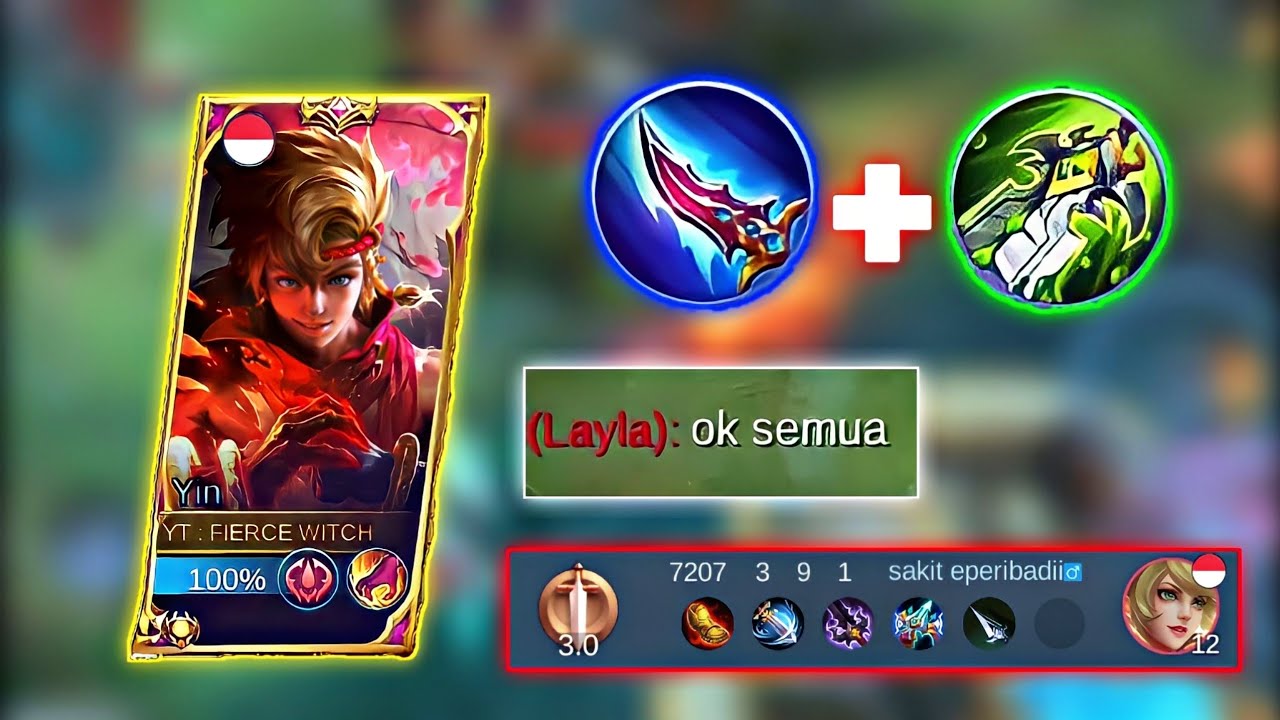 Yin
YT : FIERCE WITCH
100%
(Layla): ok semua
7207 3 9 1 sakit eperibadii♂
3.0
12